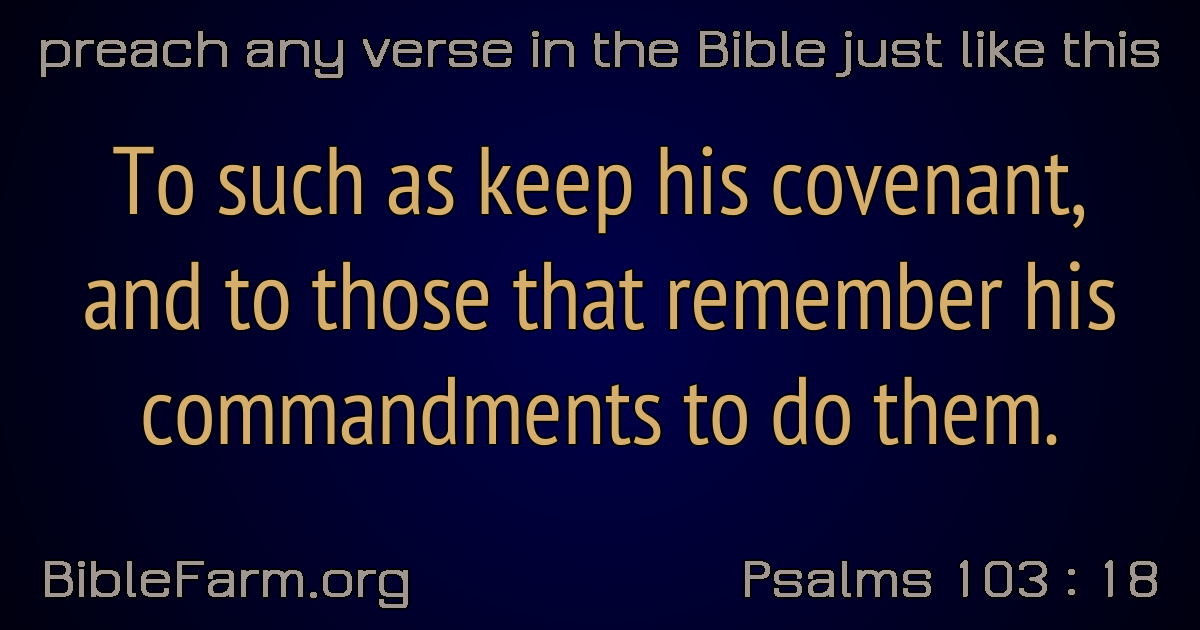 preach any verse in the Bible just like this
To such as keep his covenant,
and to those that remember his
commandments to do them.
BibleFarm.org
Psalms 103 : 18